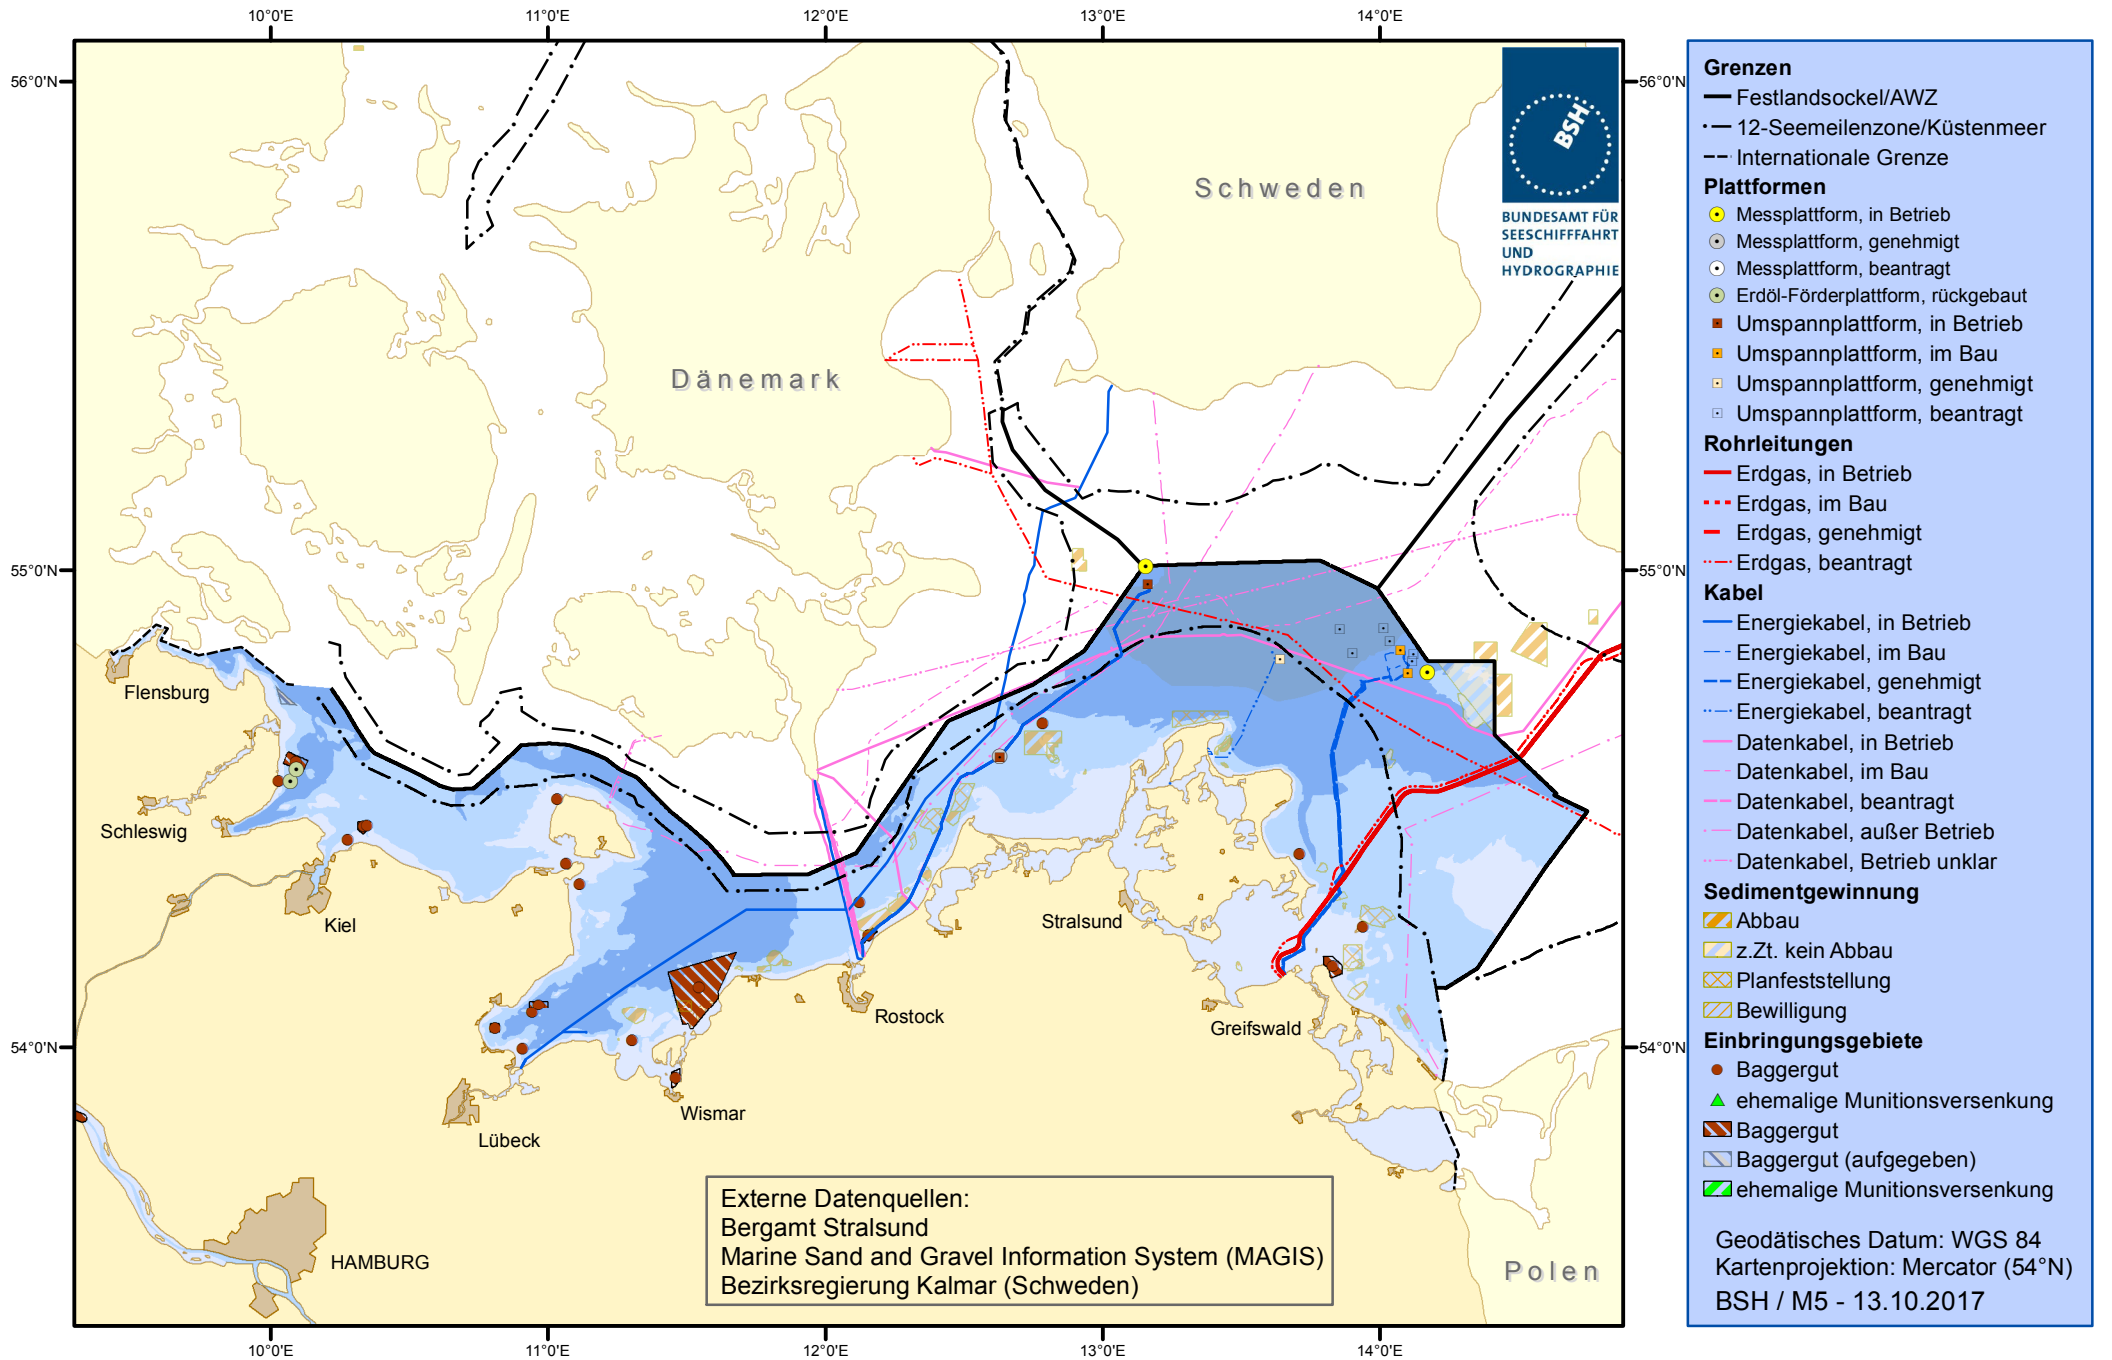 10°0'E
11°0'E
12°0'E
13°0'E
14°0'E
56°0'N
56°0'N
55°0'N
55°0'N
54°0'N
54°0'N
10°0'E
11°0'E
12°0'E
13°0'E
14°0'E
BSH
BUNDESAMT FÜR
SEESCHIFFFAHRT
UND
HYDROGRAPHIE
Schweden
Dänemark
Flensburg
Schleswig
Kiel
Stralsund
Rostock
Greifswald
Wismar
Lübeck
HAMBURG
Polen
Externe Datenquellen:
Bergamt Stralsund
Marine Sand and Gravel Information System (MAGIS)
Bezirksregierung Kalmar (Schweden)
Grenzen
Festlandsockel/AWZ
12-Seemeilenzone/Küstenmeer
Internationale Grenze
Plattformen
Messplattform, in Betrieb
Messplattform, genehmigt
Messplattform, beantragt
Erdöl-Förderplattform, rückgebaut
Umspannplattform, in Betrieb
Umspannplattform, im Bau
Umspannplattform, genehmigt
Umspannplattform, beantragt
Rohrleitungen
Erdgas, in Betrieb
Erdgas, im Bau
Erdgas, genehmigt
Erdgas, beantragt
Kabel
Energiekabel, in Betrieb
Energiekabel, im Bau
Energiekabel, genehmigt
Energiekabel, beantragt
Datenkabel, in Betrieb
Datenkabel, im Bau
Datenkabel, beantragt
Datenkabel, außer Betrieb
Datenkabel, Betrieb unklar
Sedimentgewinnung
Abbau
z.Zt. kein Abbau
Planfeststellung
Bewilligung
Einbringungsgebiete
Baggergut
ehemalige Munitionsversenkung
Baggergut
Baggergut (aufgegeben)
ehemalige Munitionsversenkung
Geodätisches Datum: WGS 84
Kartenprojektion: Mercator (54°N)
BSH / M5 - 13.10.2017